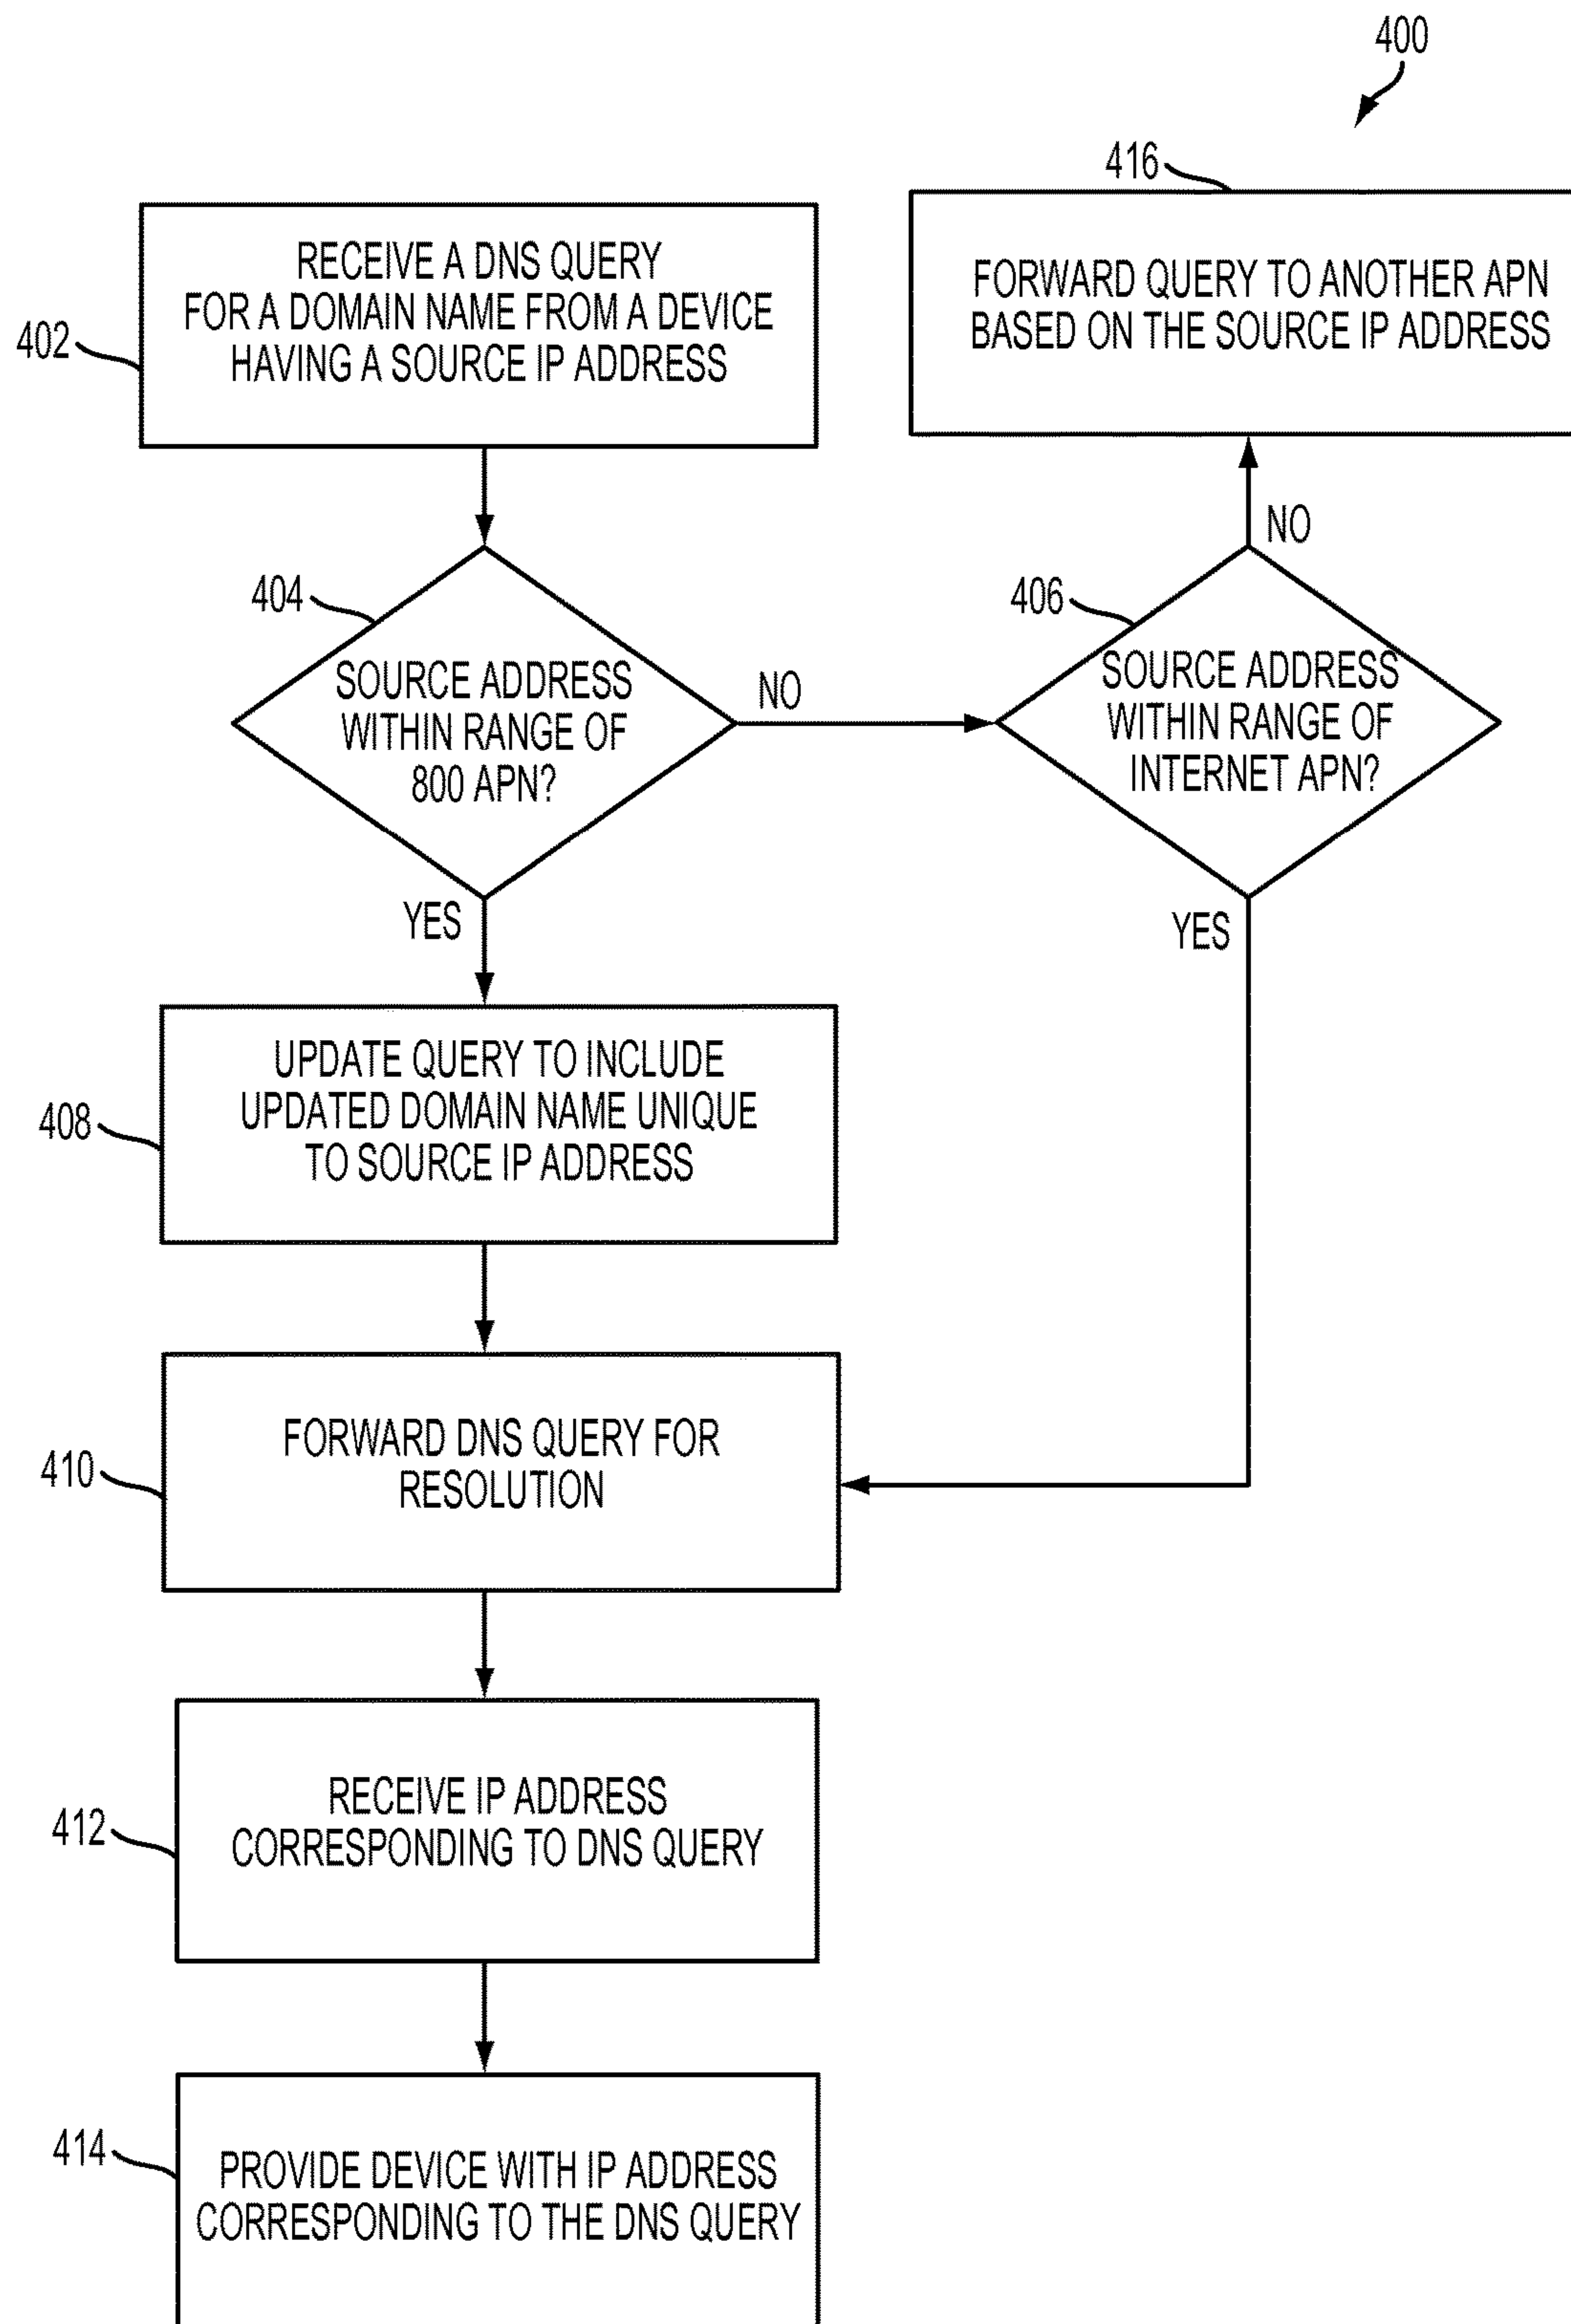 400
416
RECEIVE A DNS QUERY
FOR A DOMAIN NAME FROM A DEVICE
HAVING A SOURCE IP ADDRESS
402
FORWARD QUERY TO ANOTHER APN
BASED ON THE SOURCE IP ADDRESS
NO
404
406
SOURCE ADDRESS
WITHIN RANGE OF
800 APN?
NO
SOURCE ADDRESS
WITHIN RANGE OF
INTERNET APN?
YES
YES
UPDATE QUERY TO INCLUDE
UPDATED DOMAIN NAME UNIQUE
TO SOURCE IP ADDRESS
408
FORWARD DNS QUERY FOR
RESOLUTION
410
RECEIVE IP ADDRESS
CORRESPONDING TO DNS QUERY
412
414
PROVIDE DEVICE WITH IP ADDRESS
CORRESPONDING TO THE DNS QUERY